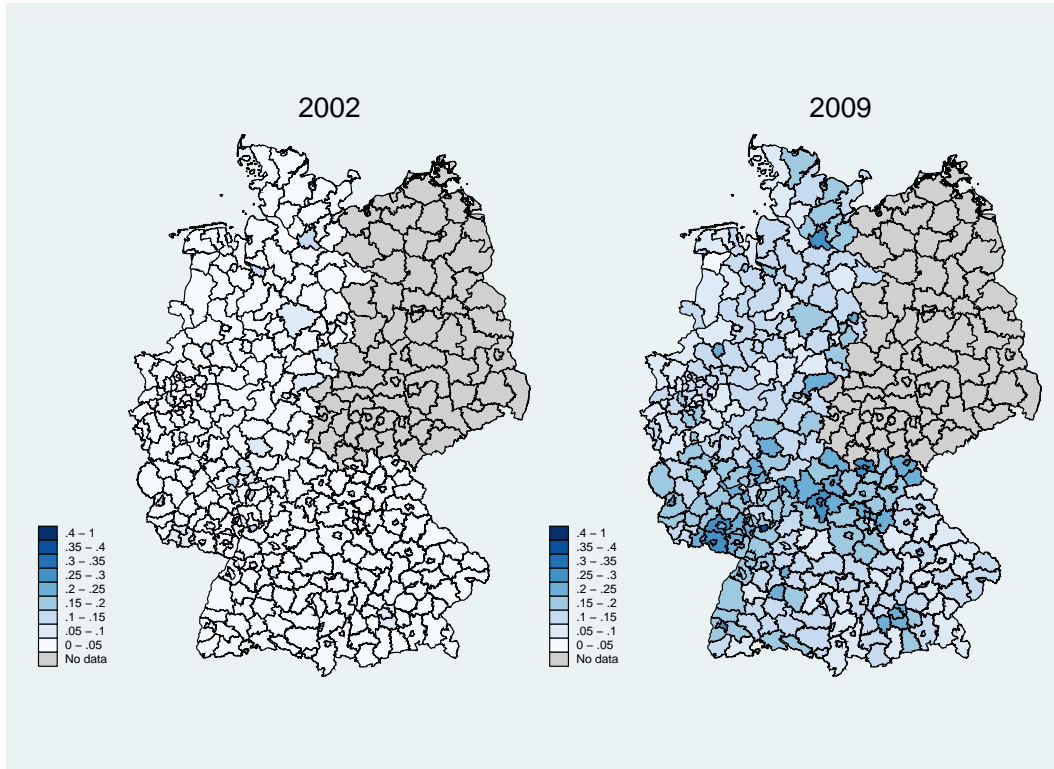 2002
.4 – 1
.35 – .4
.3 – .35
.25 – .3
.2 – .25
.15 – .2
.1 – .15
.05 – .1
0 – .05
No data
2009
.4 – 1
.35 – .4
.3 – .35
.25 – .3
.2 – .25
.15 – .2
.1 – .15
.05 – .1
0 – .05
No data